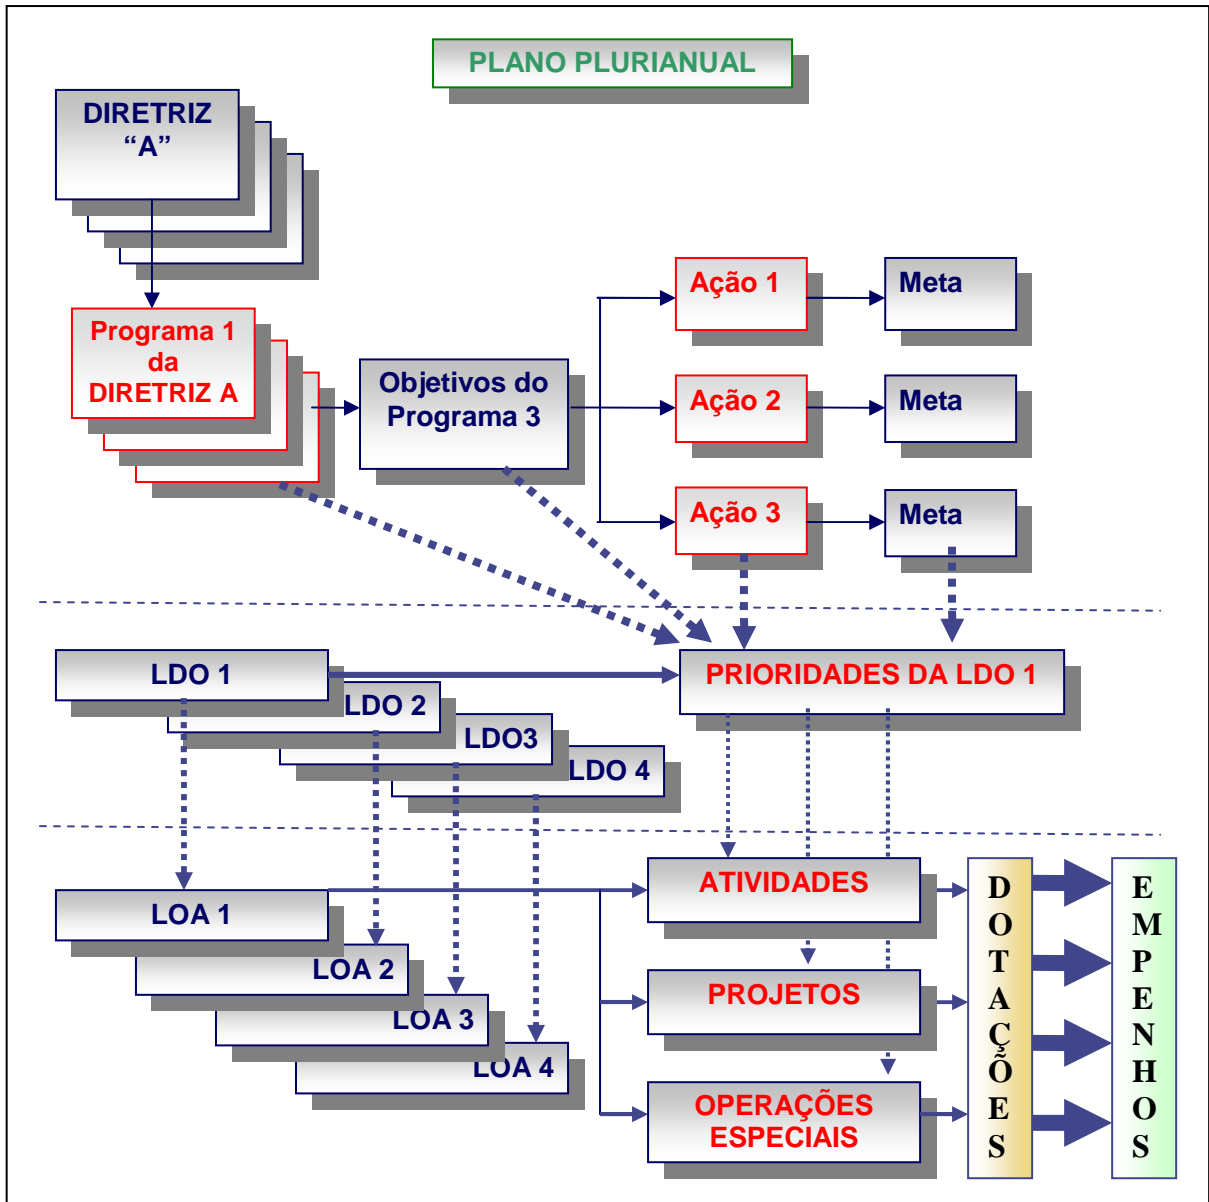 PLANO PLURIANUAL
DIRETRIZ
“A”
Programa 1
da
DIRETRIZ A
Objetivos do
Programa 3
Ação 1
Meta
Ação 2
Meta
Ação 3
Meta
LDO 1
LDO 2
LDO3
LDO 4
PRIORIDADES DA LDO 1
LOA 1
LOA 2
LOA 3
LOA 4
ATIVIDADES
PROJETOS
OPERAÇÕES
ESPECIAIS
DOTAÇÕES
EMPENHOS